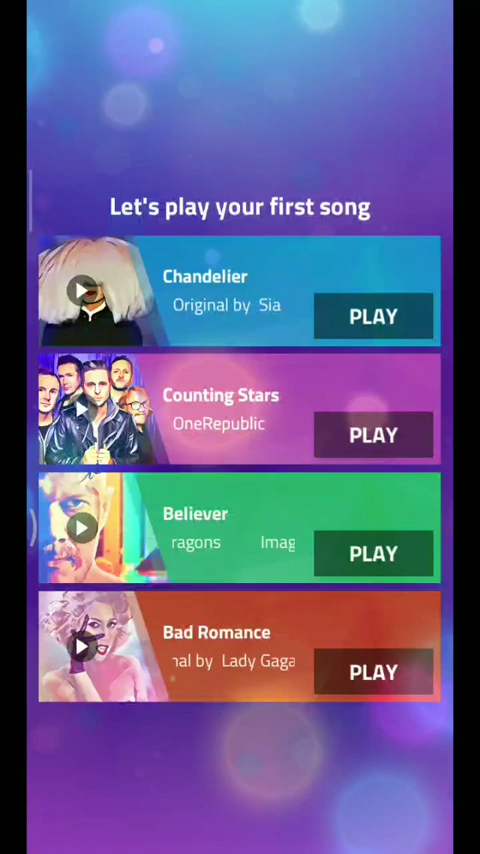 Let's play your first song
Chandelier
Original by Sia
PLAY
Counting Stars
OneRepublic
PLAY
Believer
ragons Imag
PLAY
Bad Romance
nal by Lady Gaga
PLAY